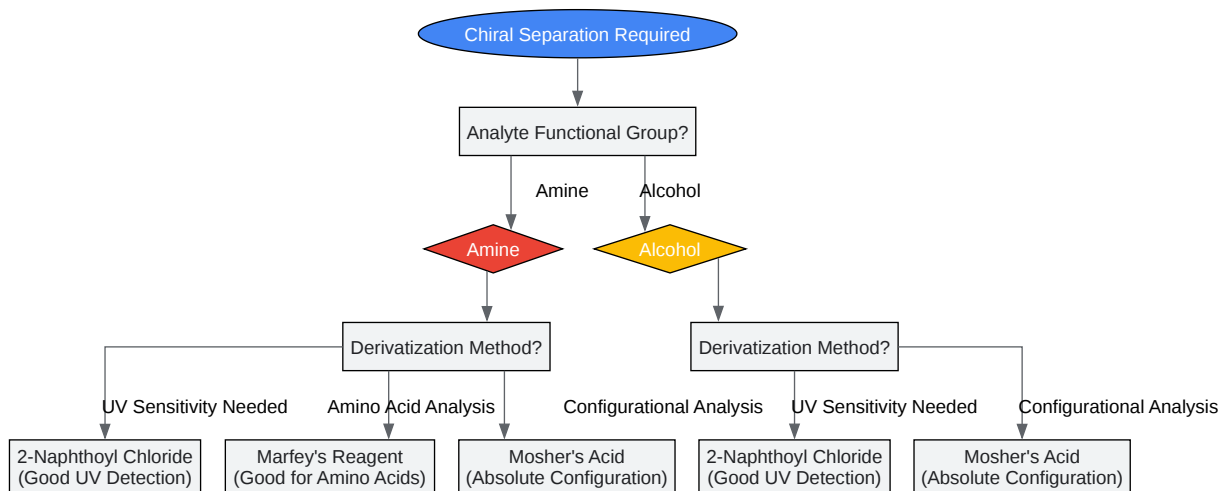 Chiral Separation Required
Analyte Functional Group?
Amine
Alcohol
Amine
Alcohol
Derivatization Method?
Derivatization Method?
UV Sensitivity Needed
Amino Acid Analysis
Configurational Analysis
UV Sensitivity Needed
Configurational Analysis
2-Naphthoyl Chloride
(Good UV Detection)
Marfey's Reagent
(Good for Amino Acids)
Mosher's Acid
(Absolute Configuration)
2-Naphthoyl Chloride
(Good UV Detection)
Mosher's Acid
(Absolute Configuration)